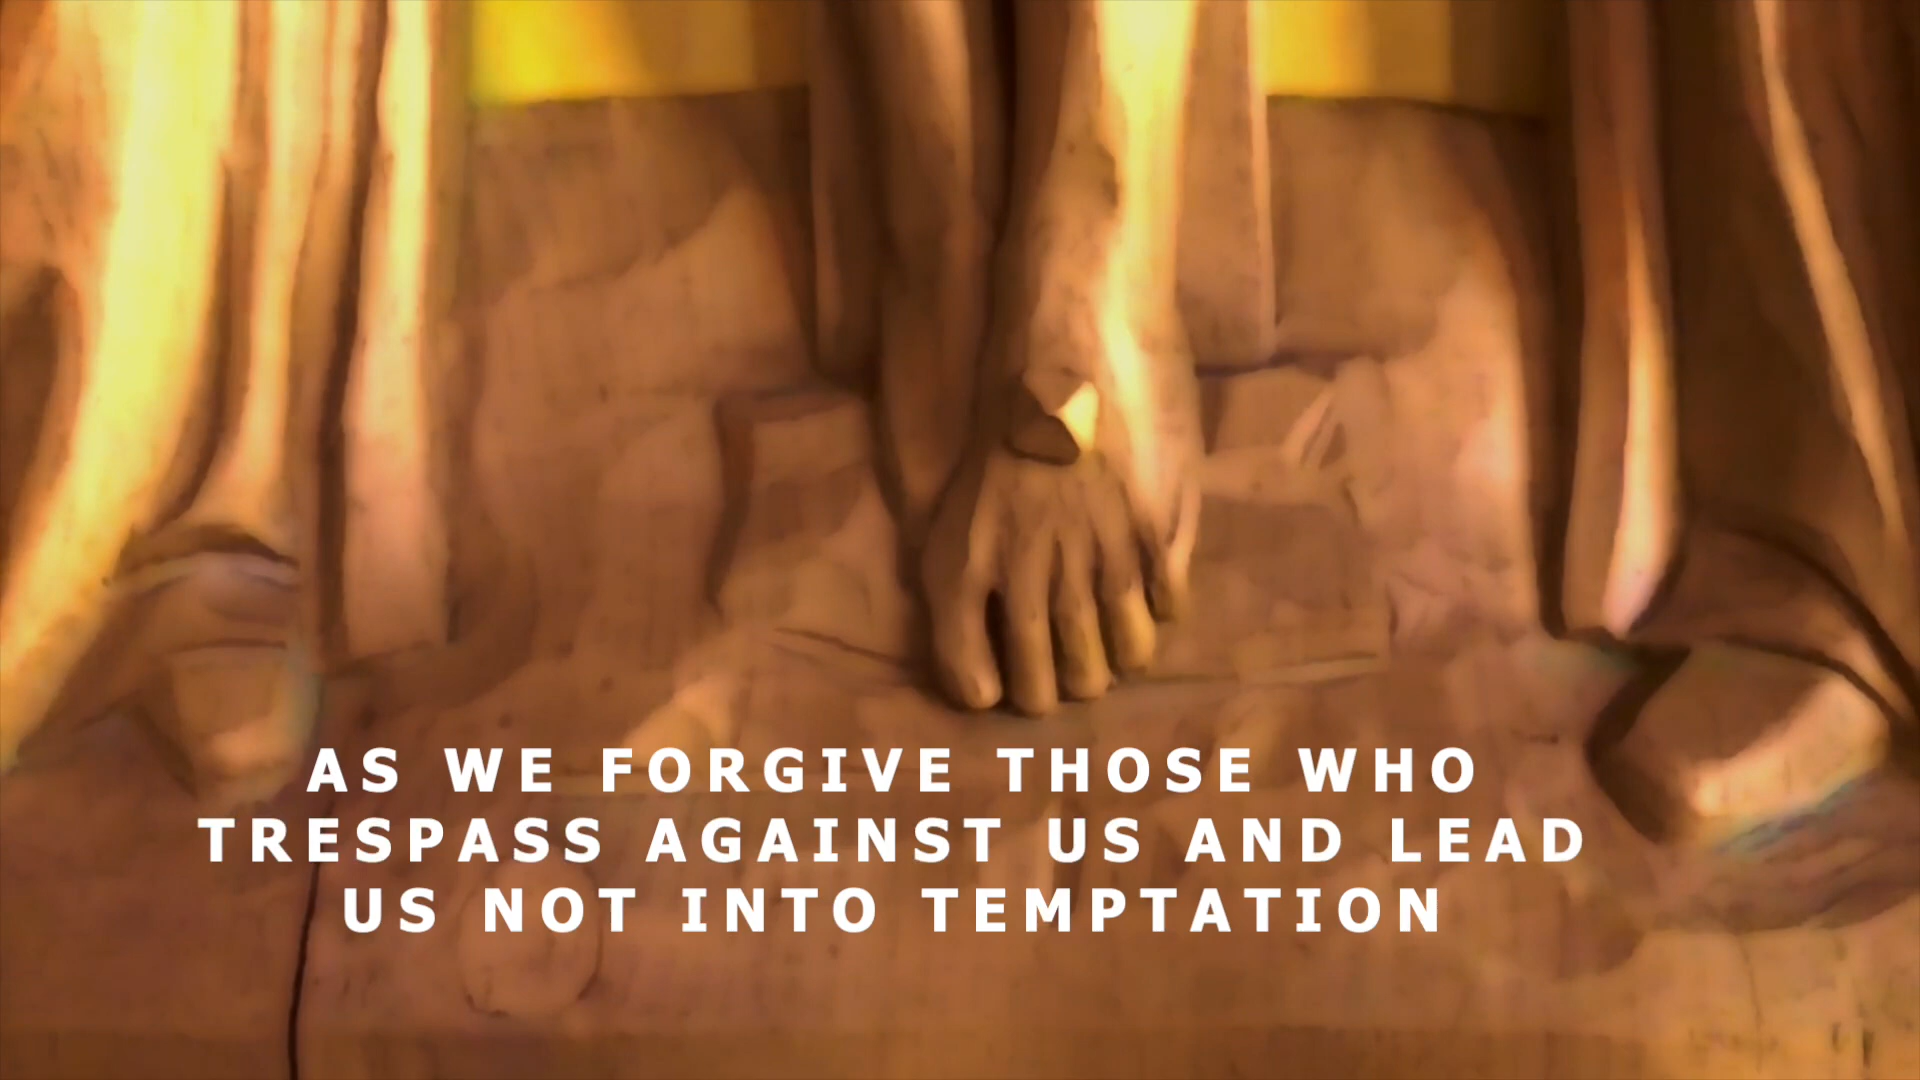 AS WE FORGIVE THOSE WHO
TRESPASS AGAINST US AND LEAD
US NOT INTO TEMPTATION